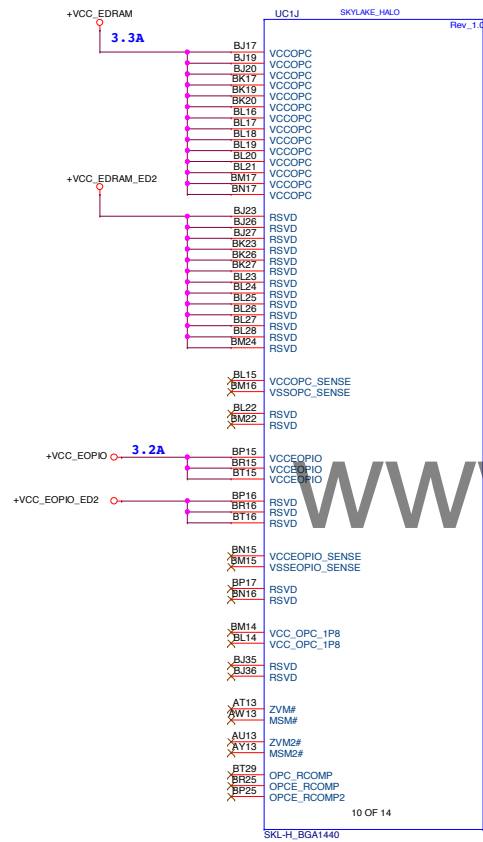 +VCC_EDRAM
UC1J SKYLAKE_HALO
Rev_1.0
3.3A
BJ17 VCCOPC
BJ19 VCCOPC
BJ20 VCCOPC
BK17 VCCOPC
BK19 VCCOPC
BK20 VCCOPC
BL16 VCCOPC
BL17 VCCOPC
BL18 VCCOPC
BL19 VCCOPC
BL20 VCCOPC
BL21 VCCOPC
BM17 VCCOPC
BN17 VCCOPC
+VCC_EDRAM_ED2
BJ23 RSVD
BJ26 RSVD
BJ27 RSVD
BK23 RSVD
BK26 RSVD
BK27 RSVD
BL23 RSVD
BL24 RSVD
BL25 RSVD
BL26 RSVD
BL27 RSVD
BL28 RSVD
BM24 RSVD
BL15 VCCOPC_SENSE
BM16 VSSOPC_SENSE
BL22 RSVD
BM22 RSVD
+VCC_EOPIO 3.2A BP15 VCCEOPIO
BR15 VCCEOPIO
BT15 VCCEOPIO
+VCC_EOPIO_ED2 BP16 RSVD
BR16 RSVD
BT16 RSVD
BN15 VCCEOPIO_SENSE
BM15 VSSEOPIO_SENSE
BP17 RSVD
BN16 RSVD
BM14 VCC_OPC_1P8
BL14 VCC_OPC_1P8
BJ35 RSVD
BJ36 RSVD
AT13 ZVM#
AW13 MSM#
AU13 ZVM2#
AY13 MSM2#
BT29 OPC_RCOMP
BR25 OPCE_RCOMP
BP25 OPCE_RCOMP2
10 OF 14
SKL-H_BGA1440